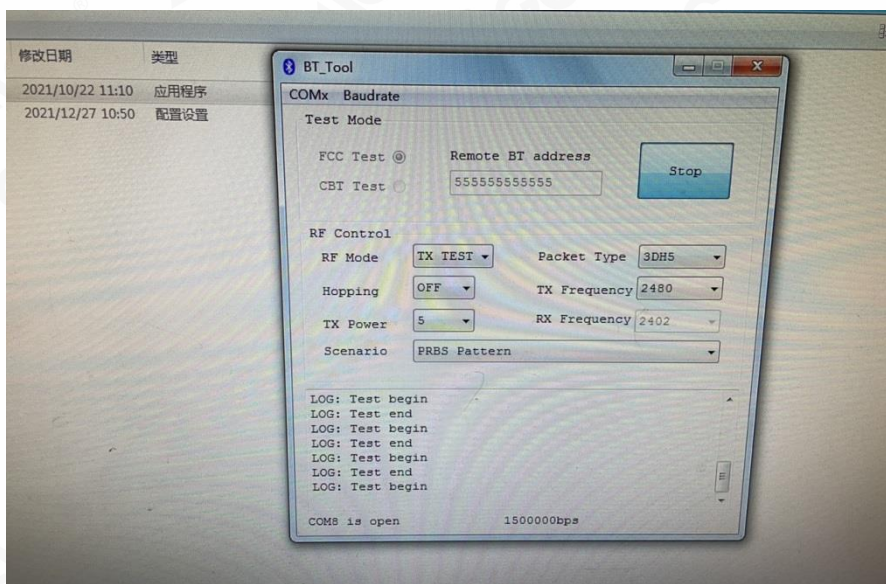 修改日期 类型
2021/10/22 11:10 应用程序
2021/12/27 10:50 配置设置
BT_Tool
COMx Baudrate
Test Mode
FCC Test Remote BT address
Stop
CBT Test 555555555555
RF Control
RF Mode TX TEST Packet Type 3DH5
Hopping OFF TX Frequency 2480
TX Power 5 RX Frequency 2402
Scenario PRBS Pattern
LOG: Test begin
LOG: Test end
LOG: Test begin
LOG: Test end
LOG: Test begin
LOG: Test end
LOG: Test begin
COM8 is open 1500000bps